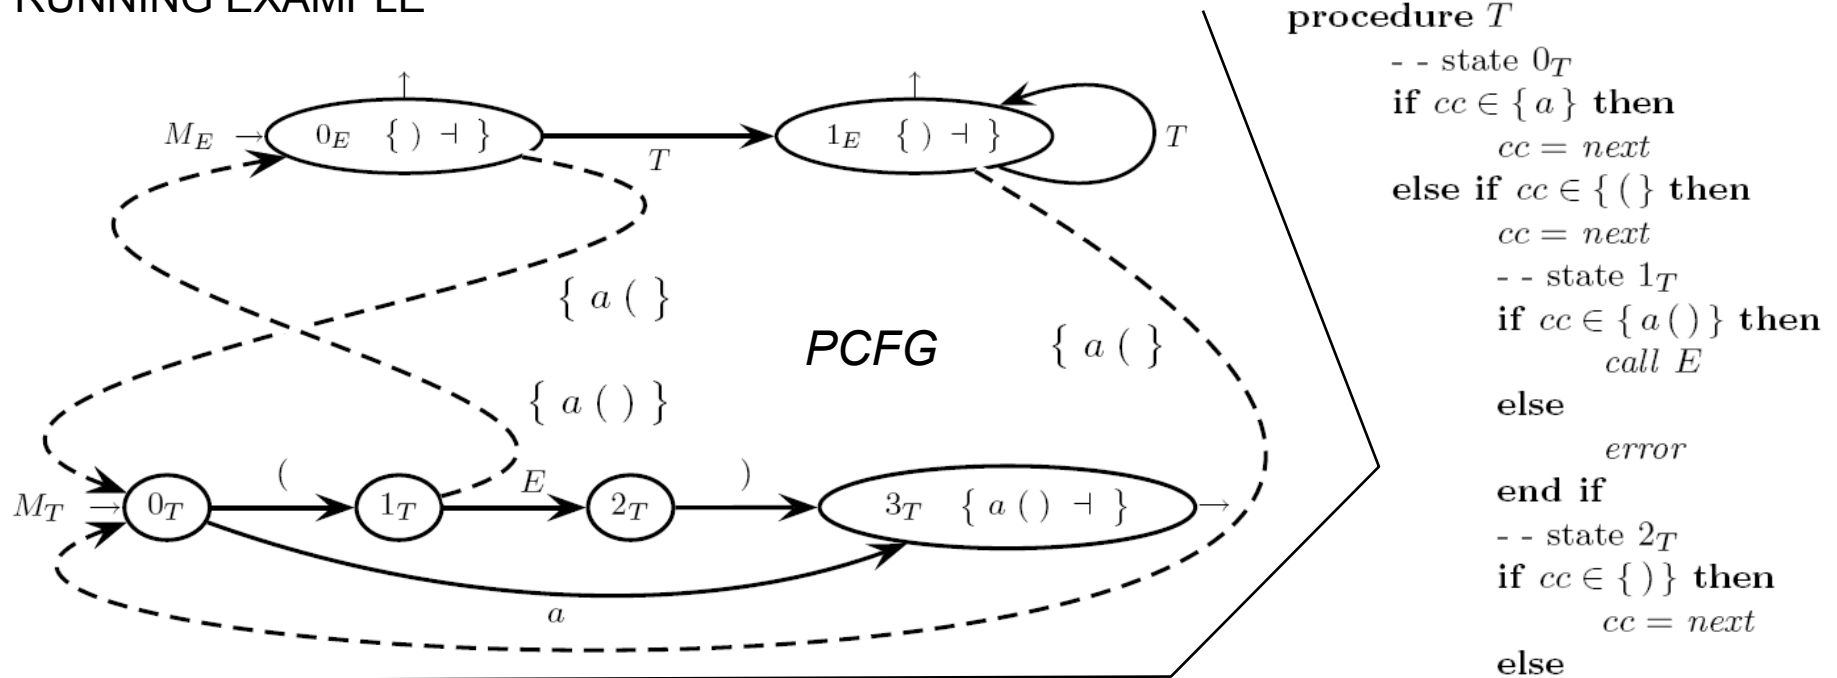 RUNNING EXAMPLE
↑ ↑
M_E → 0_E { ) ⊣ } T 1_E { ) ⊣ } T
{ a ( }
PCFG { a ( }
{ a ( ) }
M_T → 0_T ( 1_T E 2_T ) 3_T { a ( ) ⊣ } →
a
procedure T
- - state 0_T
if cc ∈ { a } then
cc = next
else if cc ∈ { ( } then
cc = next
- - state 1_T
if cc ∈ { a ( ) } then
call E
else
error
end if
- - state 2_T
if cc ∈ { ) } then
cc = next
else